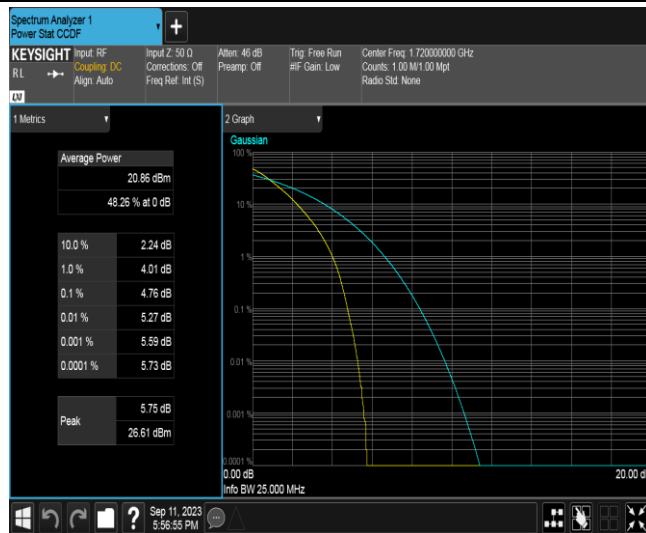 Spectrum Analyzer 1
Power Stat CCDF
+
KEYSIGHT
RL
LXI
Input: RF
Coupling: DC
Align: Auto
Input Z: 50 Ω
Corrections: Off
Freq Ref: Int (S)
Atten: 46 dB
Preamp: Off
Trig: Free Run
#IF Gain: Low
Center Freq: 1.720000000 GHz
Counts: 1.00 M/1.00 Mpt
Radio Std: None
1 Metrics
Average Power
20.86 dBm
48.26 % at 0 dB
10.0 % 2.24 dB
1.0 % 4.01 dB
0.1 % 4.76 dB
0.01 % 5.27 dB
0.001 % 5.59 dB
0.0001 % 5.73 dB
Peak
5.75 dB
26.61 dBm
2 Graph
Gaussian
100 %
10 %
1 %
0.1 %
0.01 %
0.001 %
0.0001 %
0.00 dB
20.00 d
Info BW 25.000 MHz
?
Sep 11, 2023
5:56:55 PM